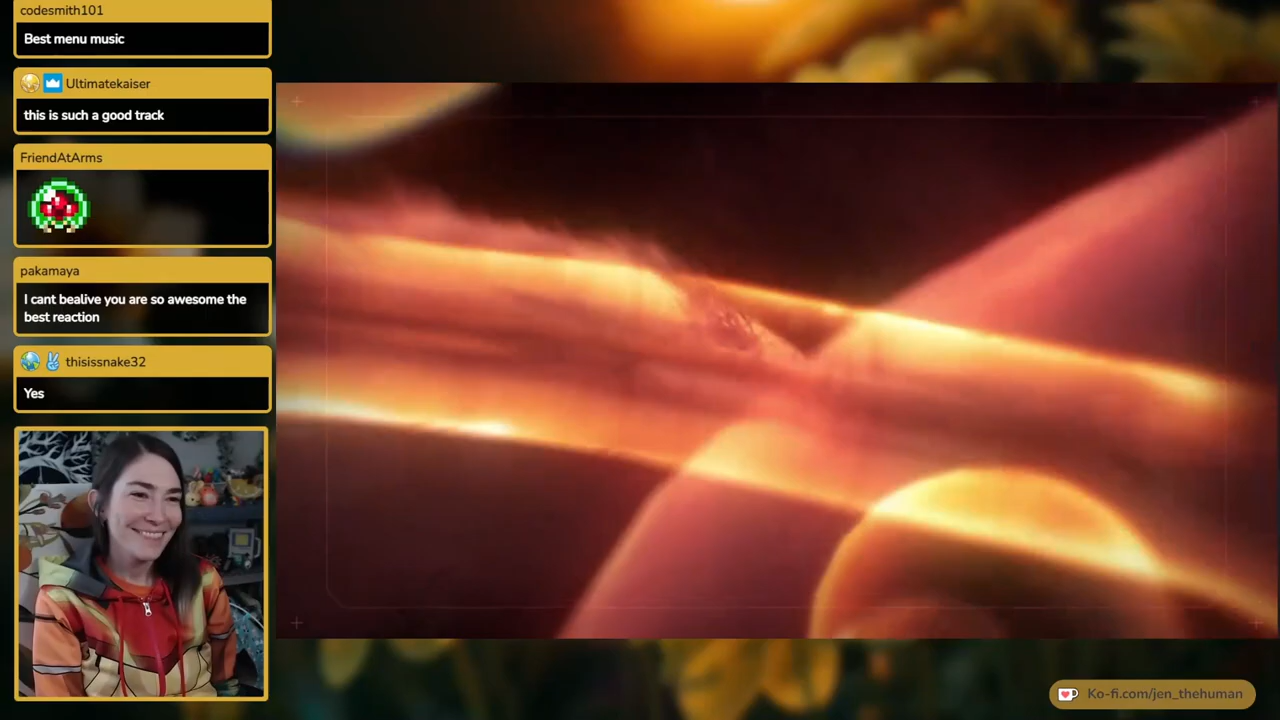 codesmith101
Best menu music
Ultimatekaiser
this is such a good track
FriendAtArms
pakamaya
I cant bealive you are so awesome the
best reaction
thisissnake32
Yes
Ko-fi.com/jen_thehuman